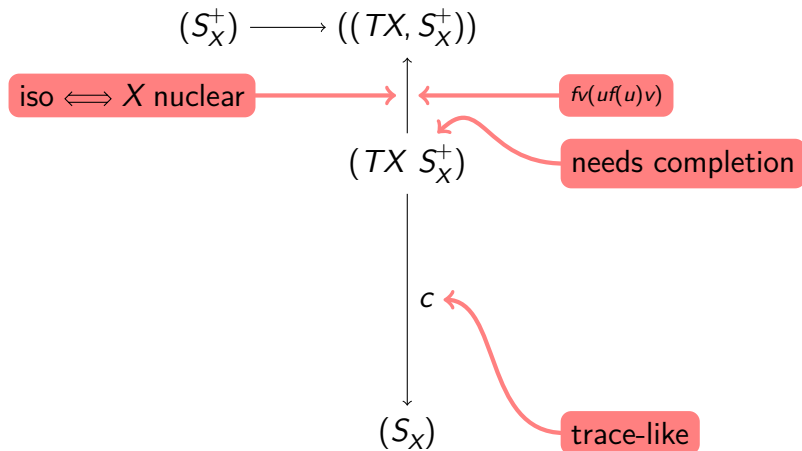 (S_X^+) ⟶ ((TX, S_X^+))
iso ⟺ X nuclear
fv(uf(u)v)
(TX S_X^+)
needs completion
c
(S_X)
trace-like